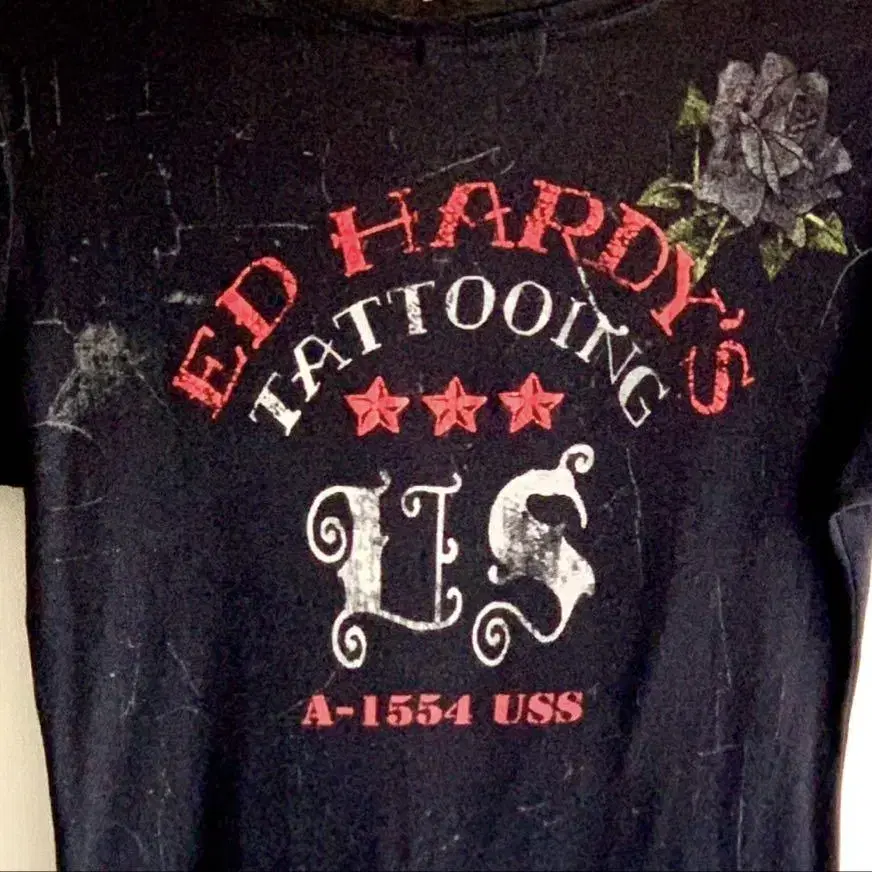 ED HARDY'S
TATTOOING
US
A-1554 USS